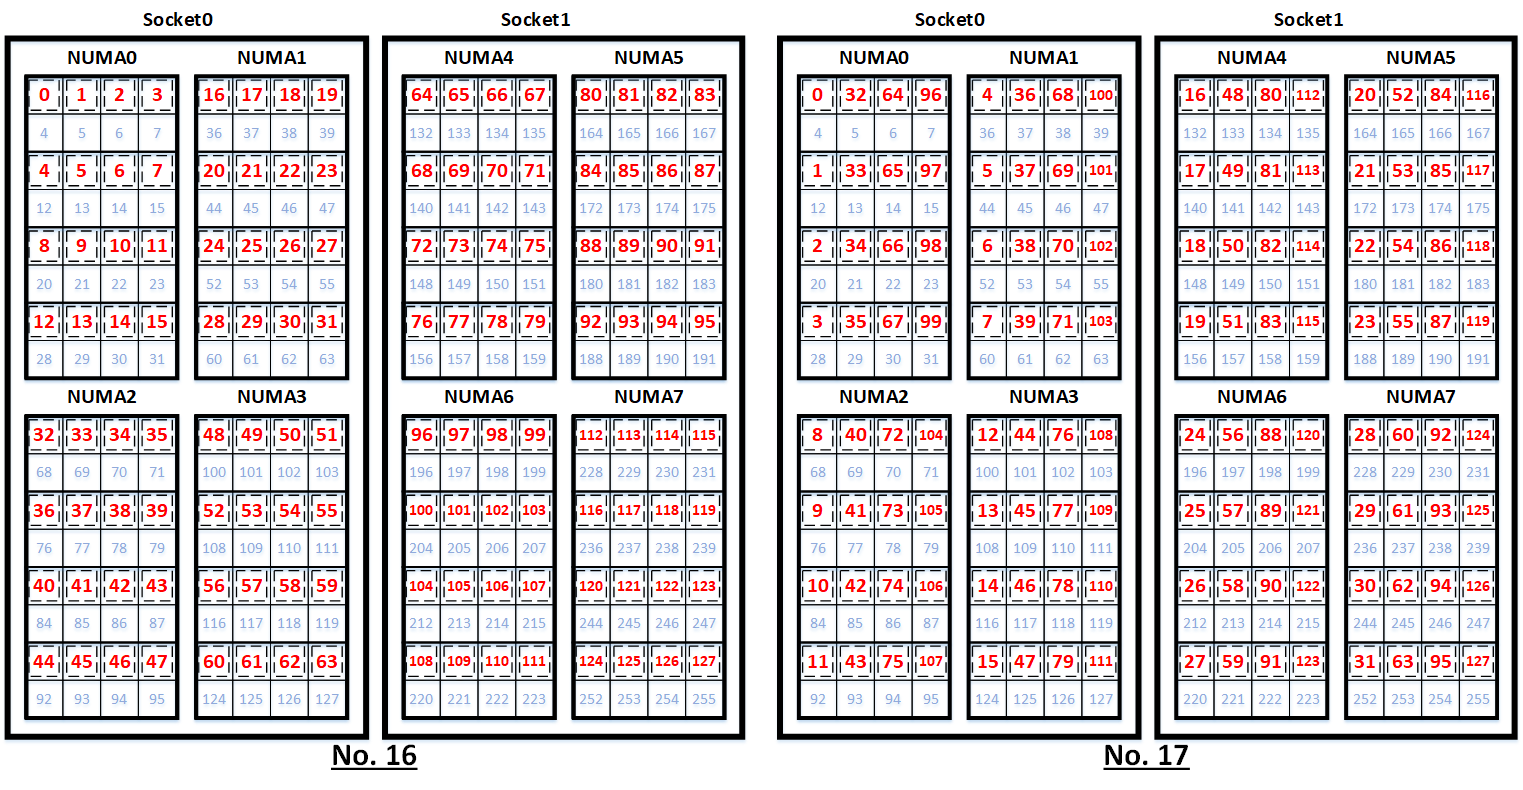 Socket0 Socket1 Socket0 Socket1
NUMA0 NUMA1 NUMA4 NUMA5 NUMA0 NUMA1 NUMA4 NUMA5
0 1 2 3 16 17 18 19 64 65 66 67 80 81 82 83 0 32 64 96 4 36 68 100 16 48 80 112 20 52 84 116
4 5 6 7 36 37 38 39 132 133 134 135 164 165 166 167 4 5 6 7 36 37 38 39 132 133 134 135 164 165 166 167
4 5 6 7 20 21 22 23 68 69 70 71 84 85 86 87 1 33 65 97 5 37 69 101 17 49 81 113 21 53 85 117
12 13 14 15 44 45 46 47 140 141 142 143 172 173 174 175 12 13 14 15 44 45 46 47 140 141 142 143 172 173 174 175
8 9 10 11 24 25 26 27 72 73 74 75 88 89 90 91 2 34 66 98 6 38 70 102 18 50 82 114 22 54 86 118
20 21 22 23 52 53 54 55 148 149 150 151 180 181 182 183 20 21 22 23 52 53 54 55 148 149 150 151 180 181 182 183
12 13 14 15 28 29 30 31 76 77 78 79 92 93 94 95 3 35 67 99 7 39 71 103 19 51 83 115 23 55 87 119
28 29 30 31 60 61 62 63 156 157 158 159 188 189 190 191 28 29 30 31 60 61 62 63 156 157 158 159 188 189 190 191
NUMA2 NUMA3 NUMA6 NUMA7 NUMA2 NUMA3 NUMA6 NUMA7
32 33 34 35 48 49 50 51 96 97 98 99 112 113 114 115 8 40 72 104 12 44 76 108 24 56 88 120 28 60 92 124
68 69 70 71 100 101 102 103 196 197 198 199 228 229 230 231 68 69 70 71 100 101 102 103 196 197 198 199 228 229 230 231
36 37 38 39 52 53 54 55 100 101 102 103 116 117 118 119 9 41 73 105 13 45 77 109 25 57 89 121 29 61 93 125
76 77 78 79 108 109 110 111 204 205 206 207 236 237 238 239 76 77 78 79 108 109 110 111 204 205 206 207 236 237 238 239
40 41 42 43 56 57 58 59 104 105 106 107 120 121 122 123 10 42 74 106 14 46 78 110 26 58 90 122 30 62 94 126
84 85 86 87 116 117 118 119 212 213 214 215 244 245 246 247 84 85 86 87 116 117 118 119 212 213 214 215 244 245 246 247
44 45 46 47 60 61 62 63 108 109 110 111 124 125 126 127 11 43 75 107 15 47 79 111 27 59 91 123 31 63 95 127
92 93 94 95 124 125 126 127 220 221 222 223 252 253 254 255 92 93 94 95 124 125 126 127 220 221 222 223 252 253 254 255
No. 16 No. 17